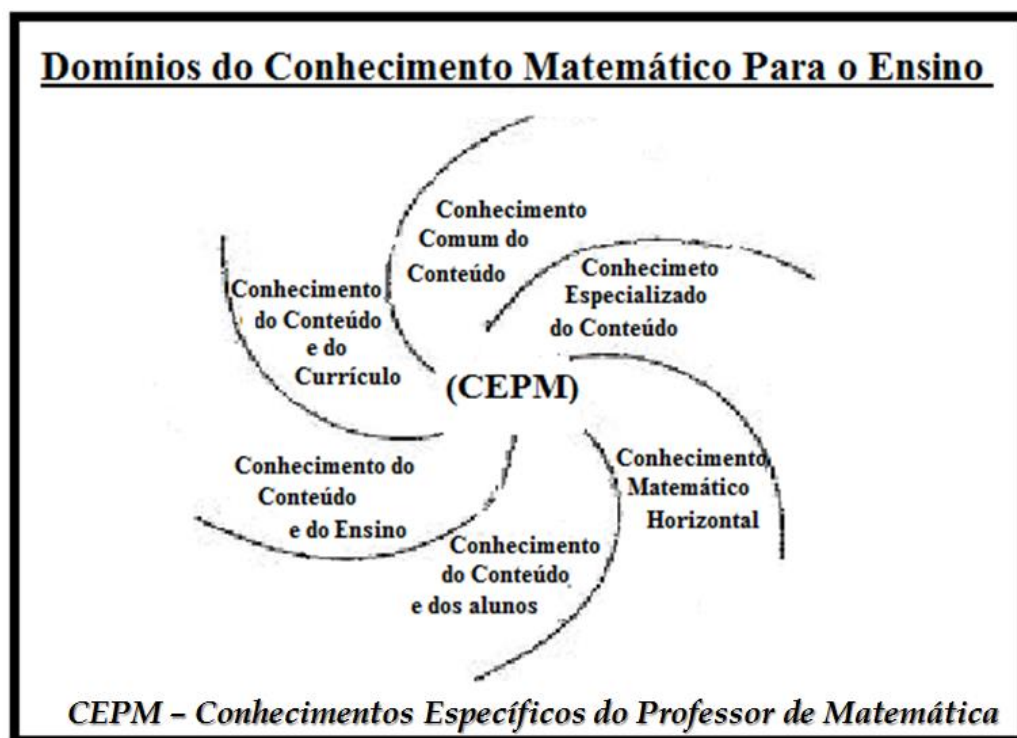 Domínios do Conhecimento Matemático Para o Ensino
Conhecimento
Comum do
Conteúdo
Conhecimeto
Especializado
do Conteúdo
Conhecimento
do Conteúdo
e do
Currículo
(CEPM)
Conhecimento
Matemático
Horizontal
Conhecimento do
Conteúdo
e do Ensino
Conhecimento
do Conteúdo
e dos alunos
CEPM – Conhecimentos Específicos do Professor de Matemática